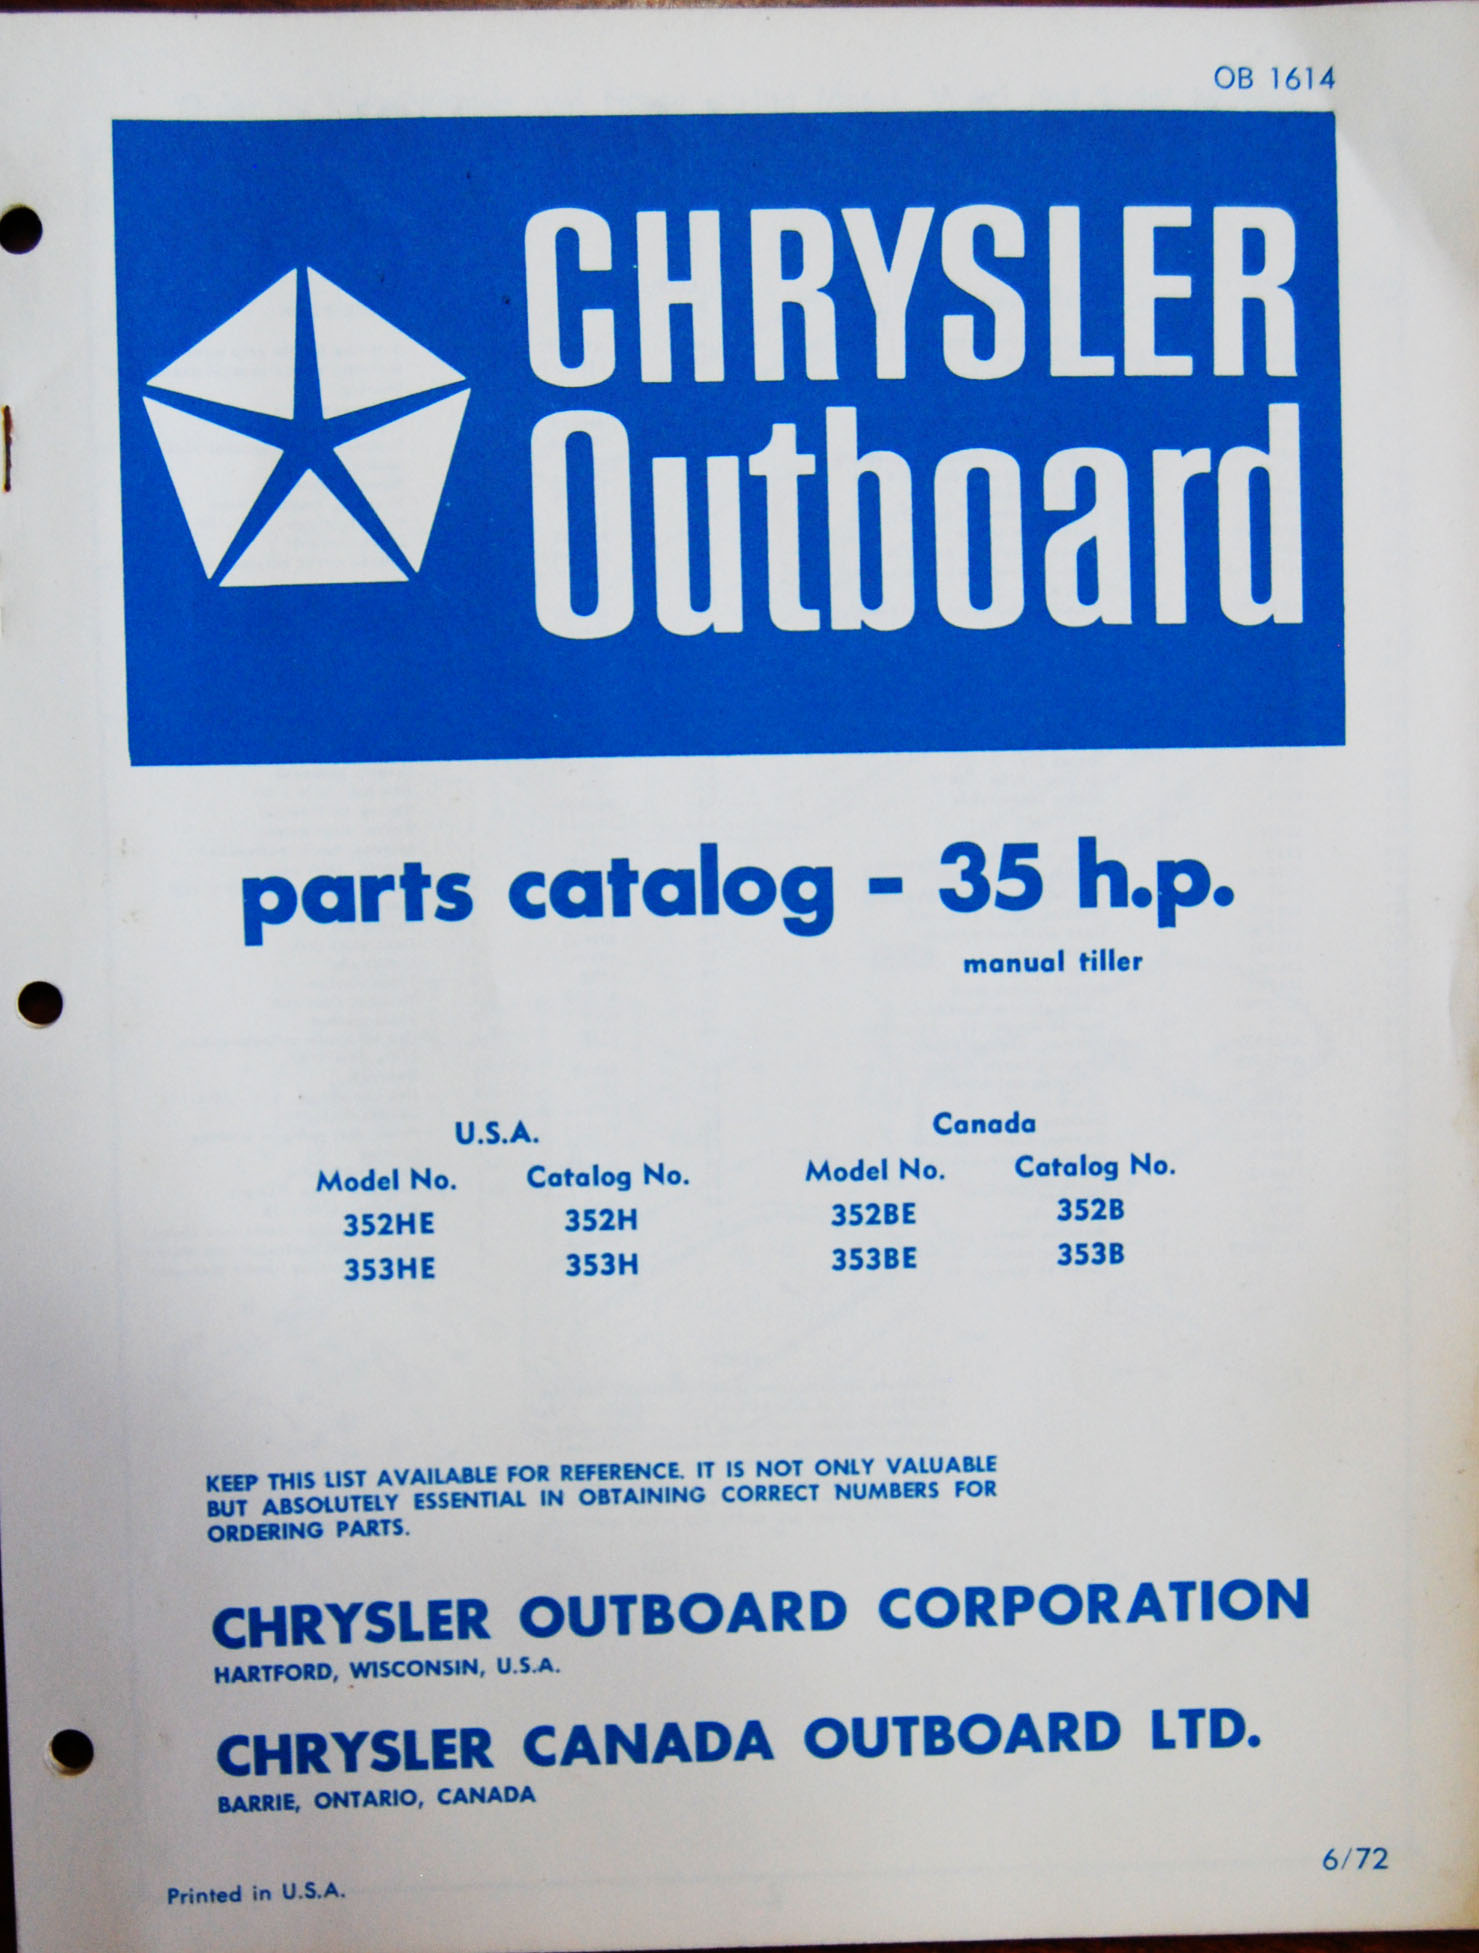 OB 1614
CHRYSLER
Outboard
parts catalog - 35 h.p.
manual tiller
U.S.A. Canada
Model No. Catalog No. Model No. Catalog No.
352HE 352H 352BE 352B
353HE 353H 353BE 353B
KEEP THIS LIST AVAILABLE FOR REFERENCE. IT IS NOT ONLY VALUABLE
BUT ABSOLUTELY ESSENTIAL IN OBTAINING CORRECT NUMBERS FOR
ORDERING PARTS.
CHRYSLER OUTBOARD CORPORATION
HARTFORD, WISCONSIN, U.S.A.
CHRYSLER CANADA OUTBOARD LTD.
BARRIE, ONTARIO, CANADA
6/72
Printed in U.S.A.